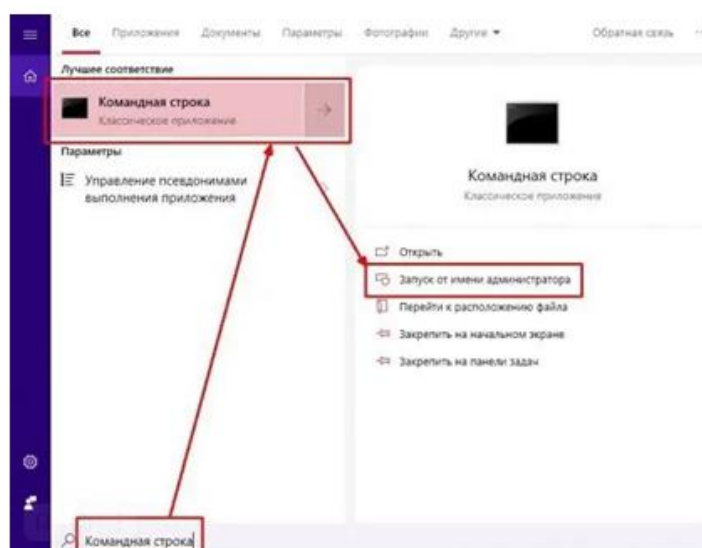 Все Приложения Документы Параметры Фотографии Другие Обратная связь
Лучшее соответствие
Командная строка
Классическое приложение
Параметры
Управление псевдонимами
выполнения приложения
Командная строка
Классическое приложение
Открыть
Запуск от имени администратора
Перейти к расположению файла
Закрепить на начальном экране
Закрепить на панели задач
Командная строка